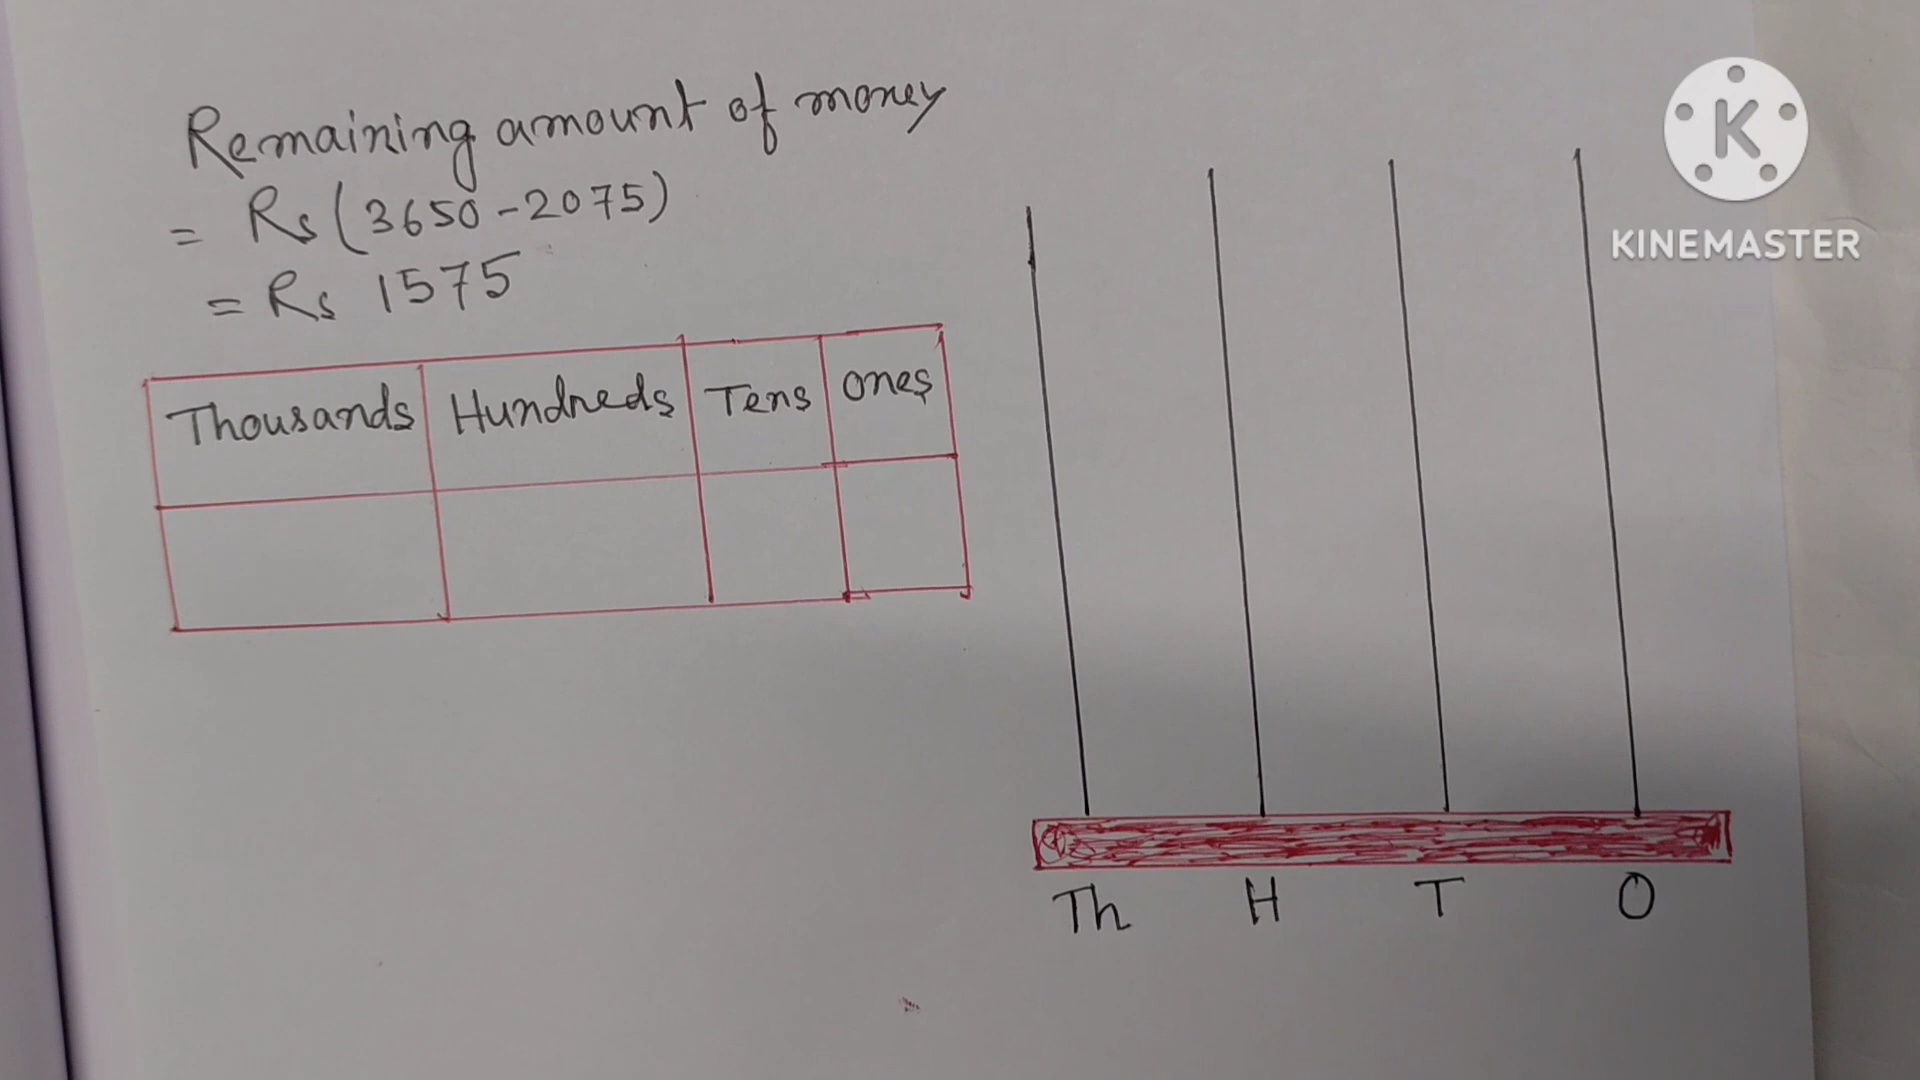 Remaining amount of money
= Rs (3650-2075)
= Rs 1575
Thousands Hundreds Tens ones
Th H T O
K
KINEMASTER